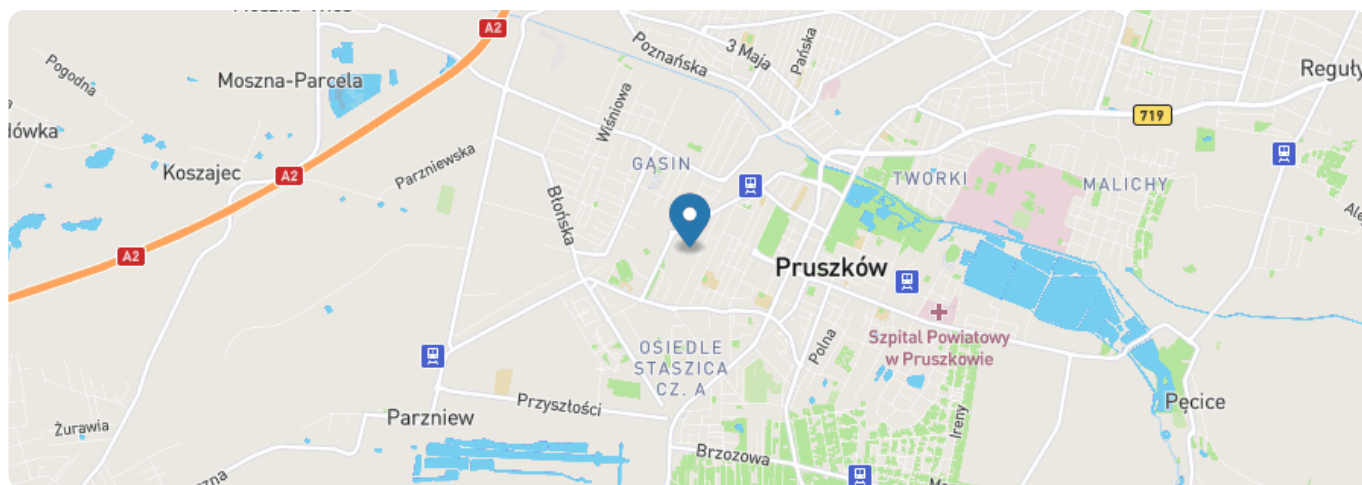 A2
Moszna-Parcela
Pogodna
Poznańska
3 Maja
Pańska
Reguły
719
Wiśniowa
Koszajec
A2
Parzniewska
GĄSIN
TWORKI
MALICHY
Błońska
A2
Pruszków
Szpital Powiatowy
w Pruszkowie
OSIEDLE
STASZICA
CZ. A
Polna
Przyszłości
Parzniew
Żurawia
Pęcice
Ireny
Brzozowa